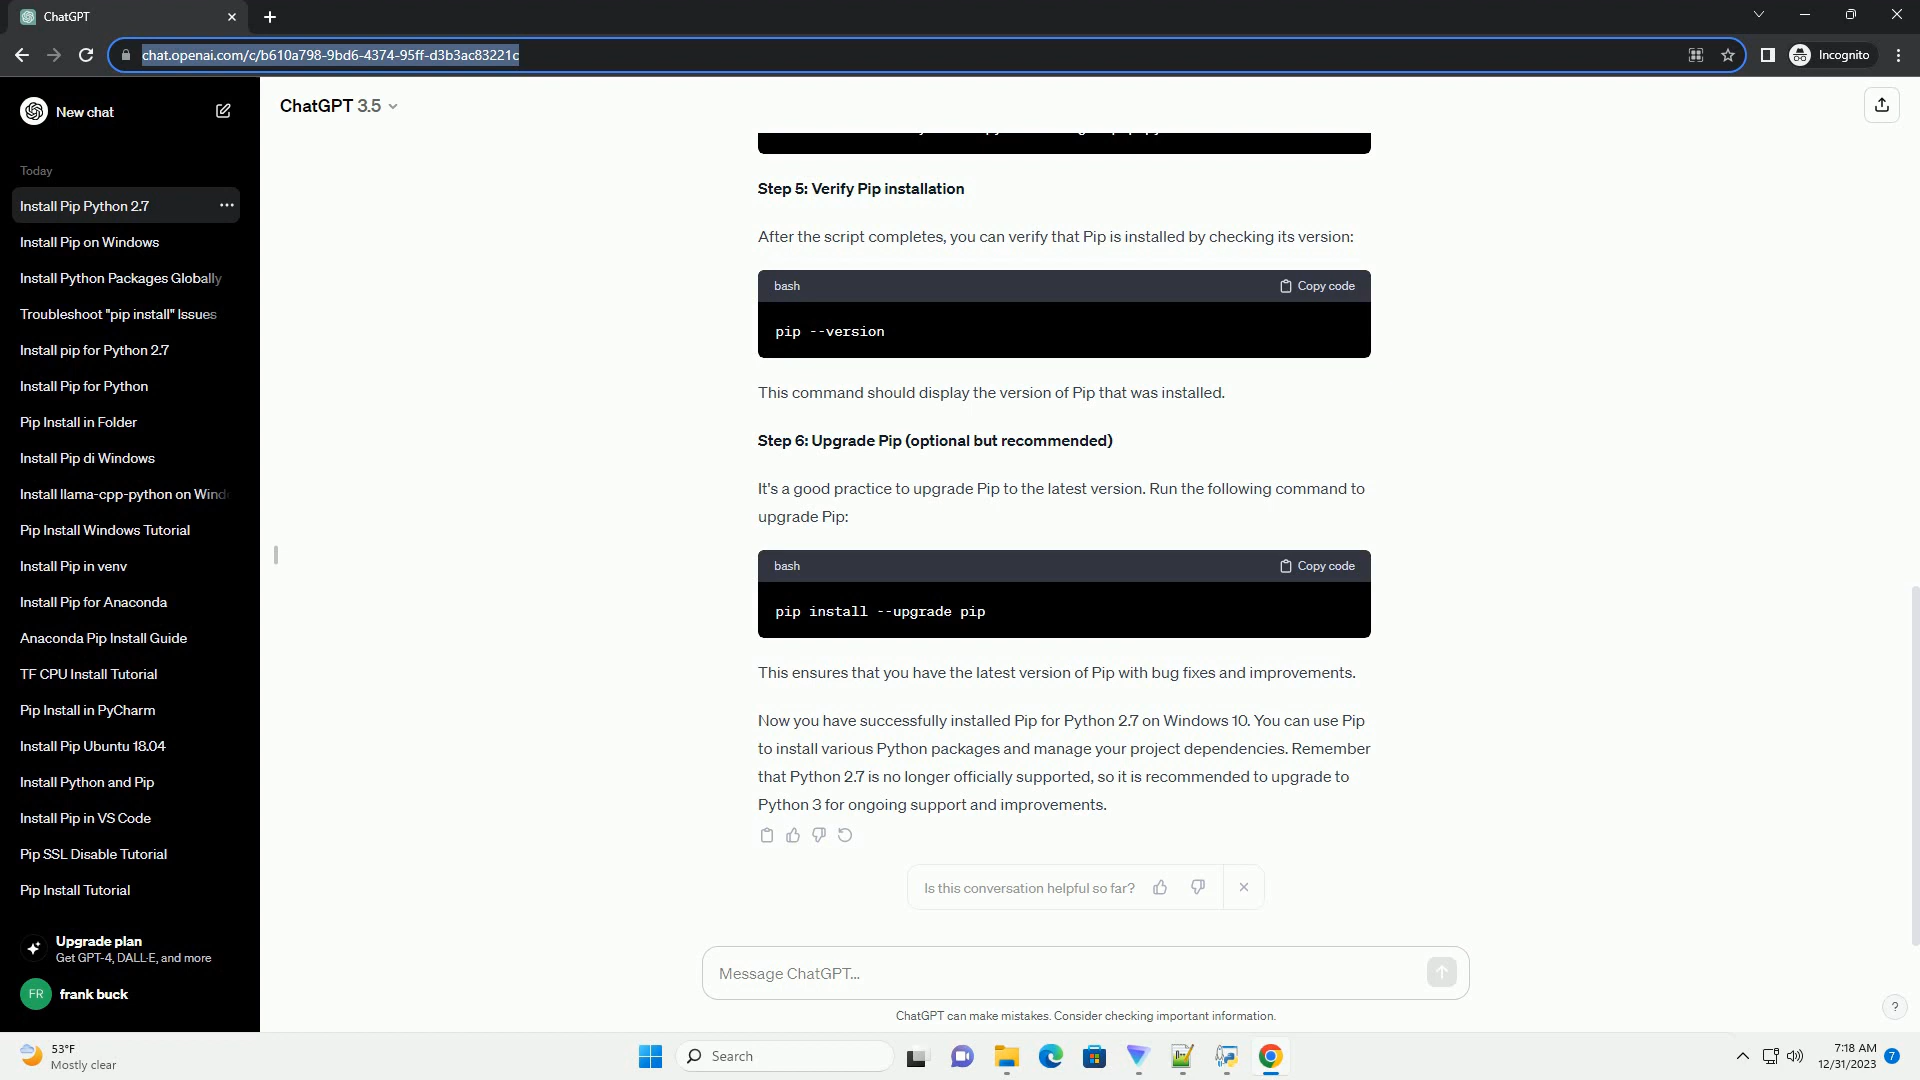 ChatGPT
chat.openai.com/c/b610a798-9bd6-4374-95ff-d3b3ac83221c
Incognito
New chat
Today
Install Pip Python 2.7
Install Pip on Windows
Install Python Packages Globally
Troubleshoot "pip install" Issues
Install pip for Python 2.7
Install Pip for Python
Pip Install in Folder
Install Pip di Windows
Install llama-cpp-python on Wind
Pip Install Windows Tutorial
Install Pip in venv
Install Pip for Anaconda
Anaconda Pip Install Guide
TF CPU Install Tutorial
Pip Install in PyCharm
Install Pip Ubuntu 18.04
Install Python and Pip
Install Pip in VS Code
Pip SSL Disable Tutorial
Pip Install Tutorial
Upgrade plan
Get GPT-4, DALL·E, and more
FR
frank buck
ChatGPT 3.5
Step 5: Verify Pip installation
After the script completes, you can verify that Pip is installed by checking its version:
bash
Copy code
pip --version
This command should display the version of Pip that was installed.
Step 6: Upgrade Pip (optional but recommended)
It's a good practice to upgrade Pip to the latest version. Run the following command to
upgrade Pip:
bash
Copy code
pip install --upgrade pip
This ensures that you have the latest version of Pip with bug fixes and improvements.
Now you have successfully installed Pip for Python 2.7 on Windows 10. You can use Pip
to install various Python packages and manage your project dependencies. Remember
that Python 2.7 is no longer officially supported, so it is recommended to upgrade to
Python 3 for ongoing support and improvements.
Is this conversation helpful so far?
Message ChatGPT...
ChatGPT can make mistakes. Consider checking important information.
?
53°F
Mostly clear
Search
7:18 AM
12/31/2023
7